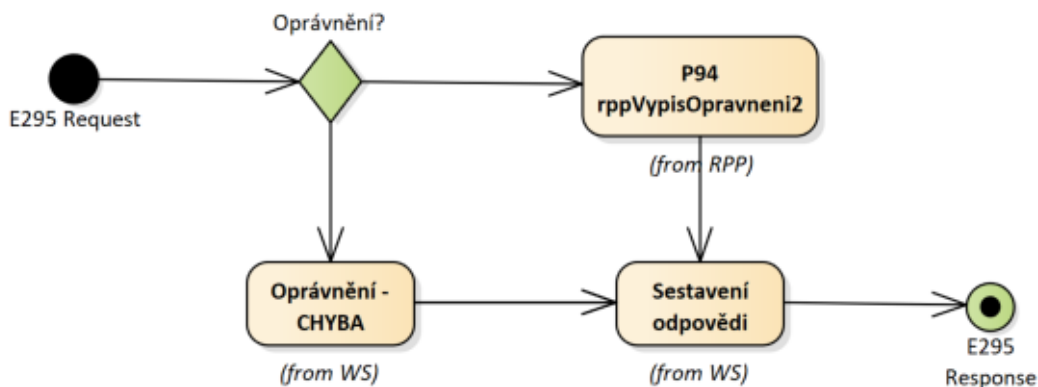 Oprávnění?
E295 Request
P94
rppVypisOpravneni2
(from RPP)
Oprávnění -
CHYBA
(from WS)
Sestavení
odpovědi
(from WS)
E295
Response